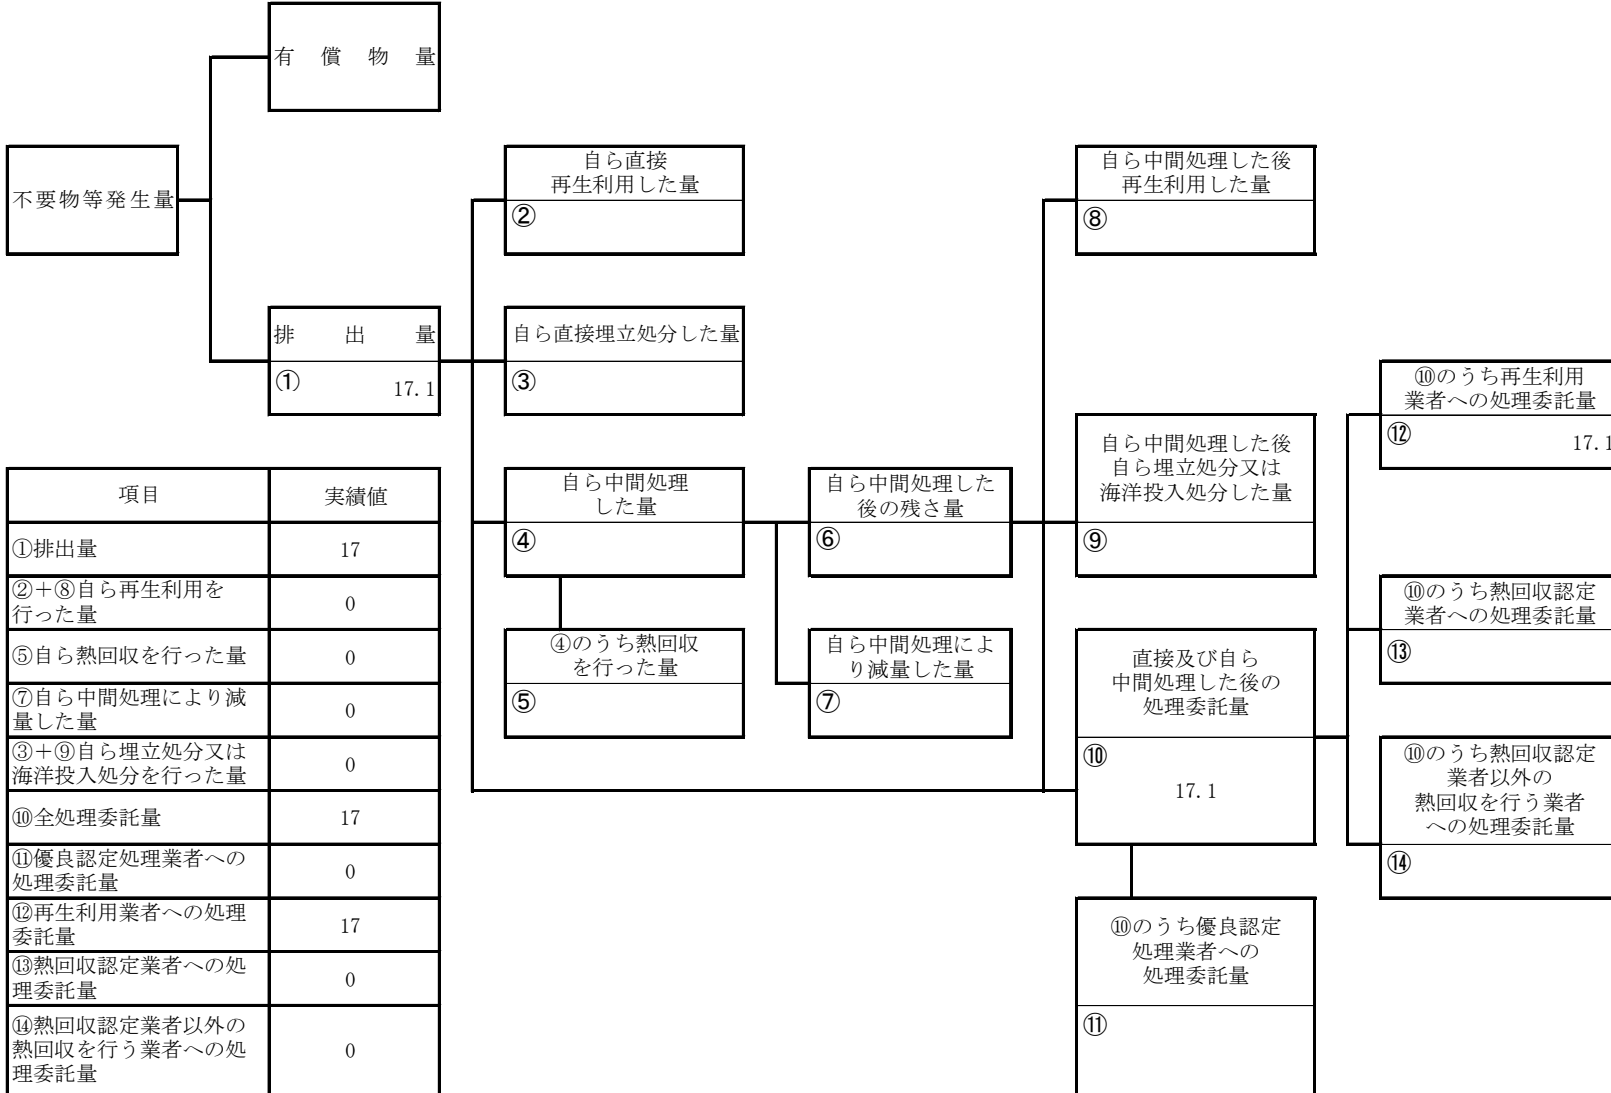 有償物量
不要物等発生量
排出量
①
17.1
自ら直接
再生利用した量
②
自ら直接埋立処分した量
③
自ら中間処理
した量
④
④のうち熱回収
を行った量
⑤
自ら中間処理した
後の残さ量
⑥
自ら中間処理によ
り減量した量
⑦
自ら中間処理した後
再生利用した量
⑧
自ら中間処理した後
自ら埋立処分又は
海洋投入処分した量
⑨
直接及び自ら
中間処理した後の
処理委託量
⑩
17.1
⑩のうち優良認定
処理業者への
処理委託量
⑪
⑩のうち再生利用
業者への処理委託量
⑫
17.1
⑩のうち熱回収認定
業者への処理委託量
⑬
⑩のうち熱回収認定
業者以外の
熱回収を行う業者
への処理委託量
⑭
項目 実績値
①排出量 17
②+⑧自ら再生利用を
行った量 0
⑤自ら熱回収を行った量 0
⑦自ら中間処理により減
量した量 0
③+⑨自ら埋立処分又は
海洋投入処分を行った量 0
⑩全処理委託量 17
⑪優良認定処理業者への
処理委託量 0
⑫再生利用業者への処理
委託量 17
⑬熱回収認定業者への処
理委託量 0
⑭熱回収認定業者以外の
熱回収を行う業者への処
理委託量 0